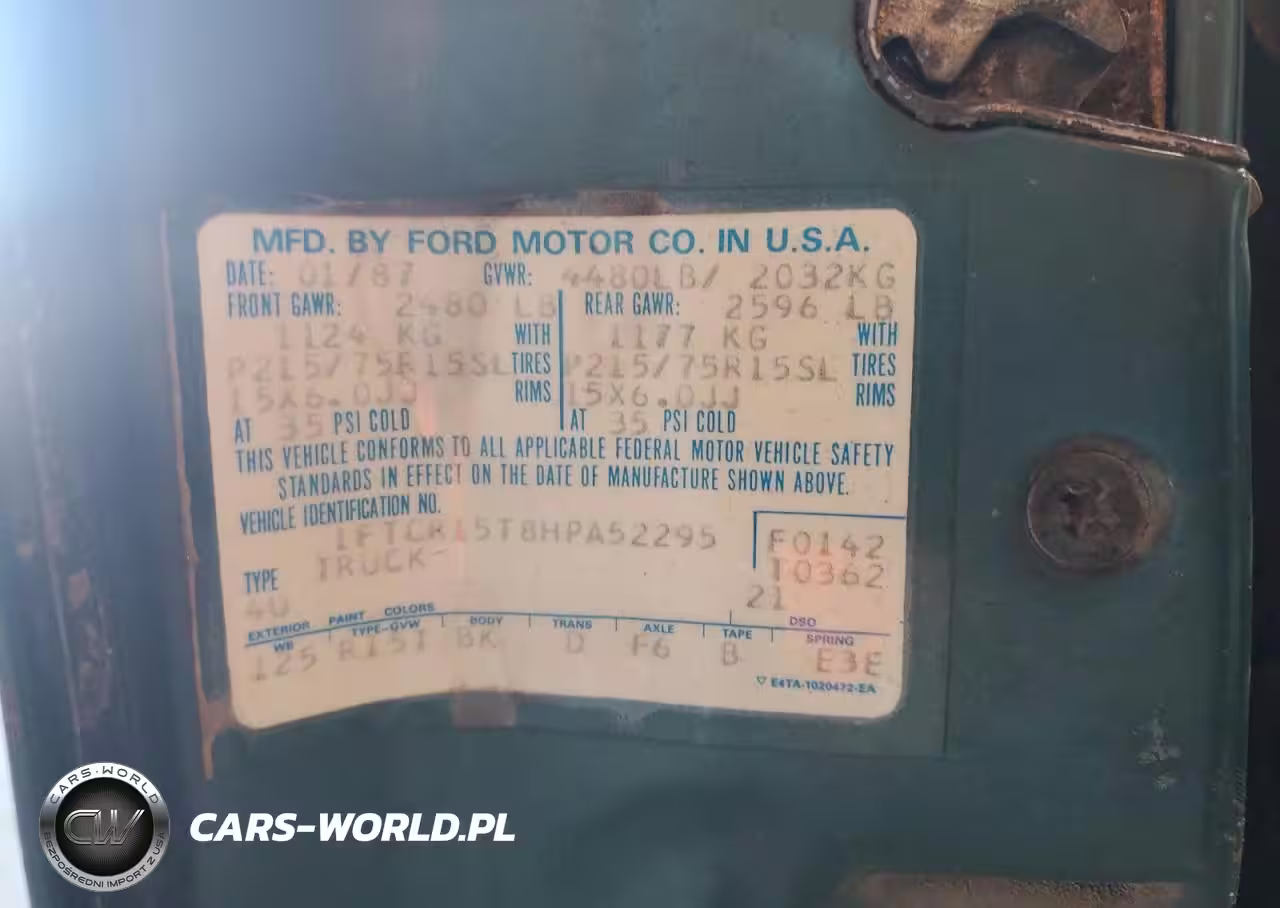 MFD. BY FORD MOTOR CO. IN U.S.A.
DATE: 01/87 GVWR: 4480LB/ 2032KG
FRONT GAWR: 2480 LB REAR GAWR: 2596 LB
1124 KG WITH 1177 KG WITH
P215/75R15SL TIRES P215/75R15SL TIRES
15X6.0JJ RIMS 15X6.0JJ RIMS
AT 35 PSI COLD AT 35 PSI COLD
THIS VEHICLE CONFORMS TO ALL APPLICABLE FEDERAL MOTOR VEHICLE SAFETY
STANDARDS IN EFFECT ON THE DATE OF MANUFACTURE SHOWN ABOVE.
VEHICLE IDENTIFICATION NO.
1FTCR15T8HPA52295 F0142
TYPE TRUCK T0362
4U 21
EXTERIOR PAINT COLORS DSO
WB TYPE-GVW BODY TRANS AXLE TAPE SPRING
125 R15T BK D F6 B E3E
▽ E4TA-1020472-EA
CARS-WORLD
CW
BEZPOŚREDNI IMPORT Z USA
CARS-WORLD.PL